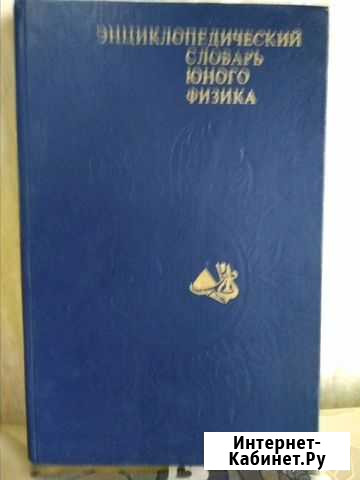 ЭНЦИКЛОПЕДИЧЕСКИЙ
СЛОВАРЬ
ЮНОГО
ФИЗИКА
Интернет-
Кабинет.Ру